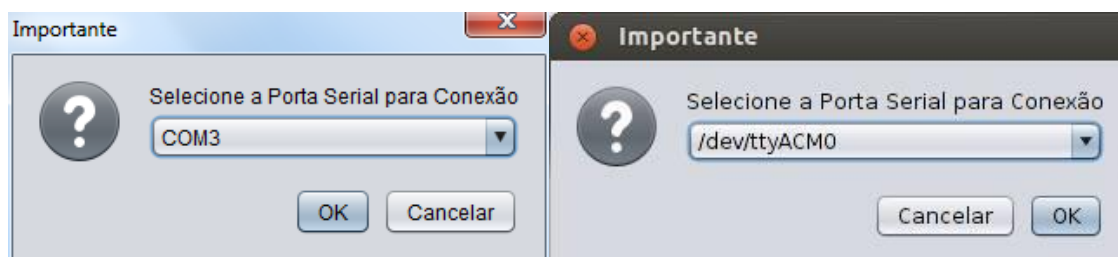 Importante
Selecione a Porta Serial para Conexão
COM3
OK Cancelar
Importante
Selecione a Porta Serial para Conexão
/dev/ttyACM0
Cancelar OK